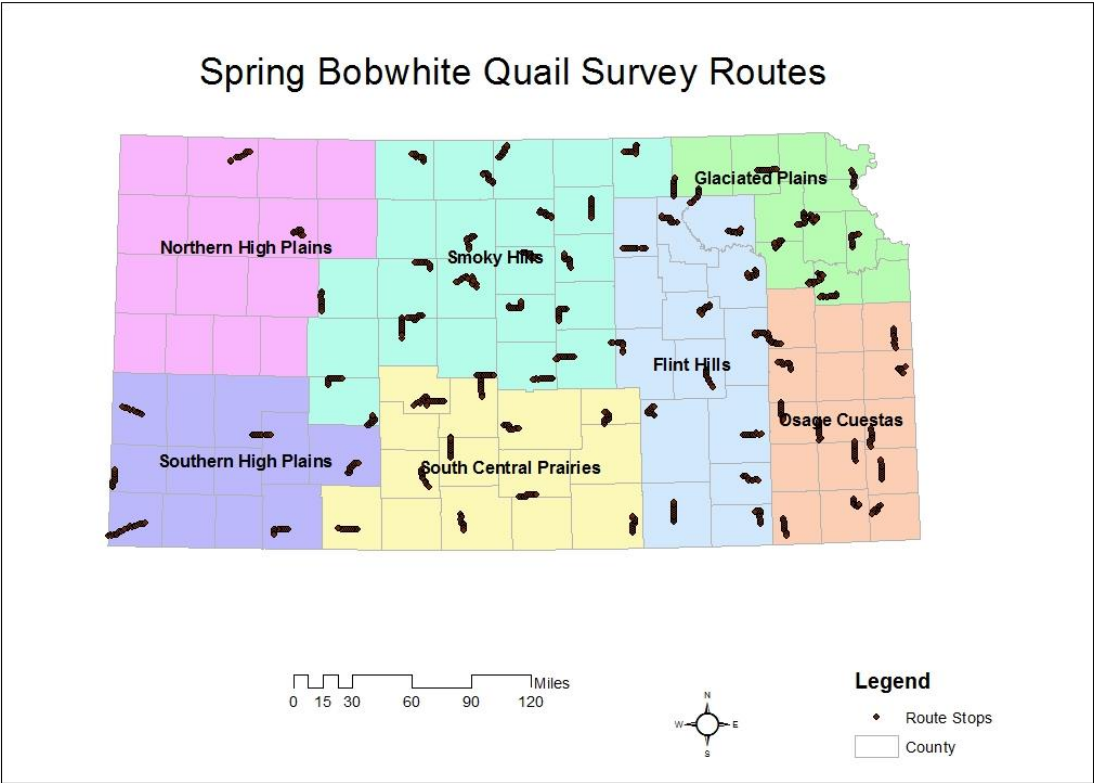 Spring Bobwhite Quail Survey Routes
Glaciated Plains
Northern High Plains
Smoky Hills
Flint Hills
Osage Cuestas
Southern High Plains
South Central Prairies
Miles
0 15 30 60 90 120
N
W E
S
Legend
Route Stops
County